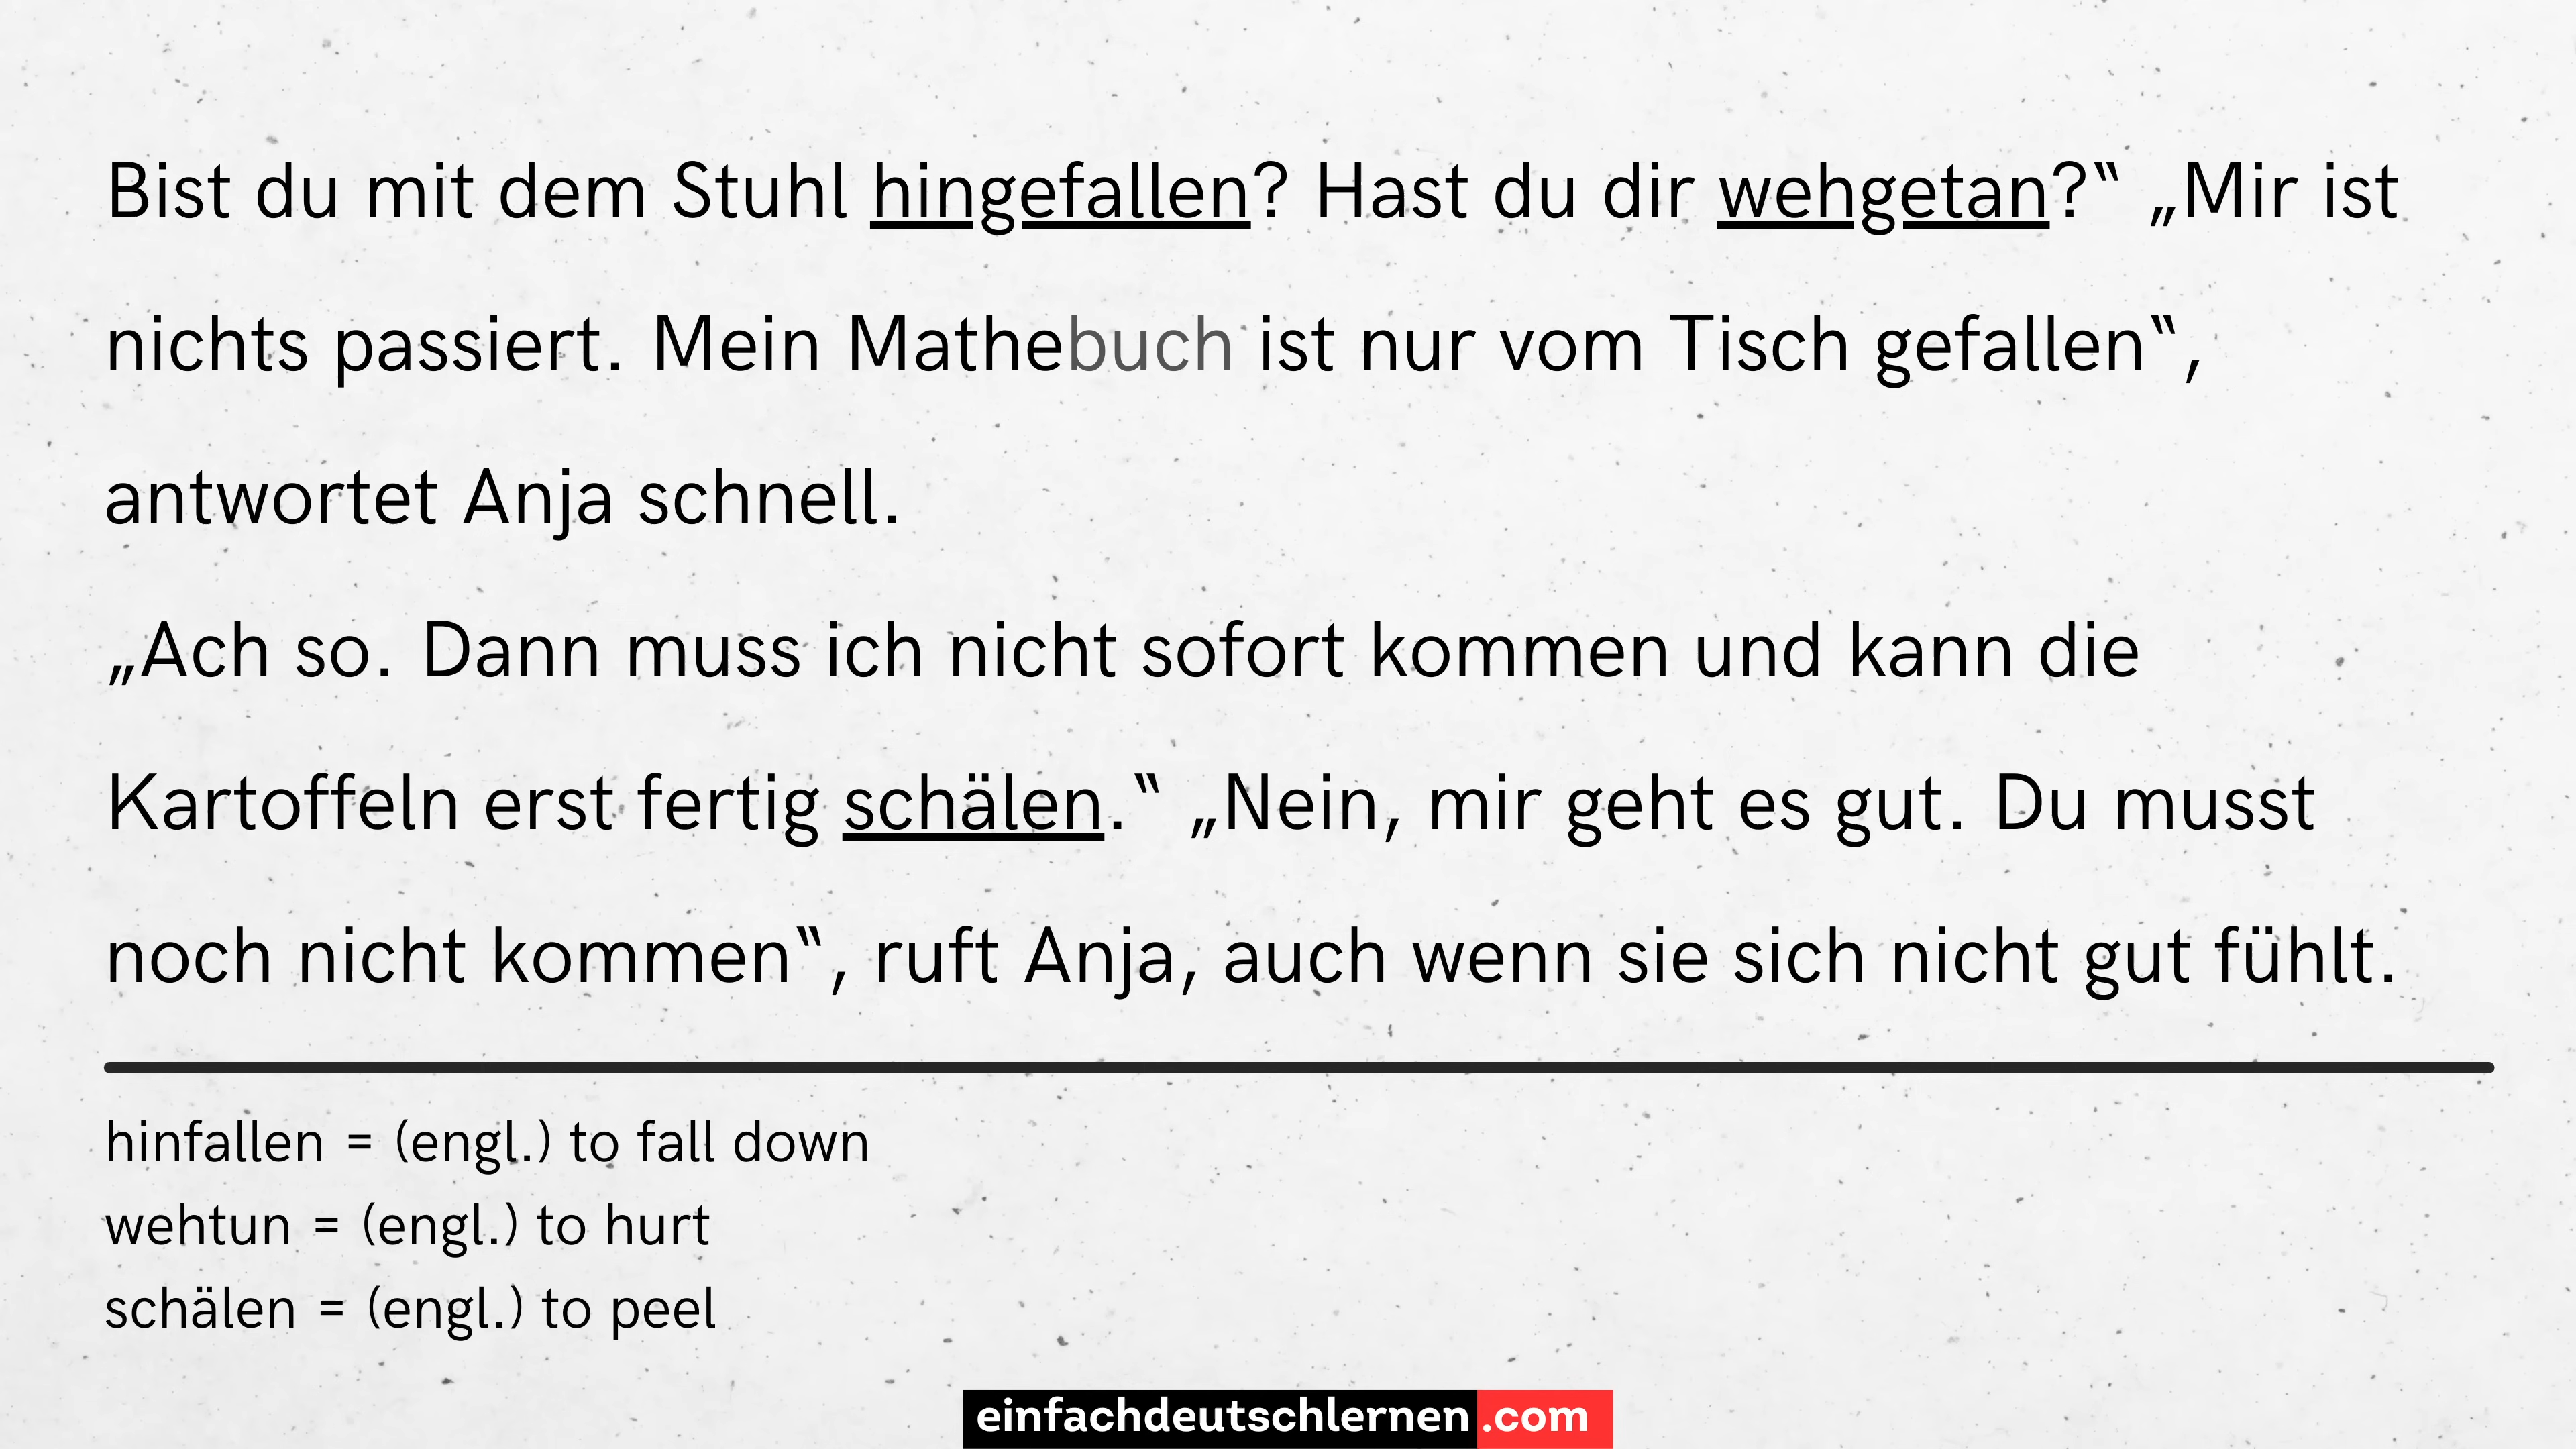 Bist du mit dem Stuhl hingefallen? Hast du dir wehgetan?“ „Mir ist
nichts passiert. Mein Mathebuch ist nur vom Tisch gefallen“,
antwortet Anja schnell.
„Ach so. Dann muss ich nicht sofort kommen und kann die
Kartoffeln erst fertig schälen.“ „Nein, mir geht es gut. Du musst
noch nicht kommen“, ruft Anja, auch wenn sie sich nicht gut fühlt.
hinfallen = (engl.) to fall down
wehtun = (engl.) to hurt
schälen = (engl.) to peel
einfachdeutschlernen.com